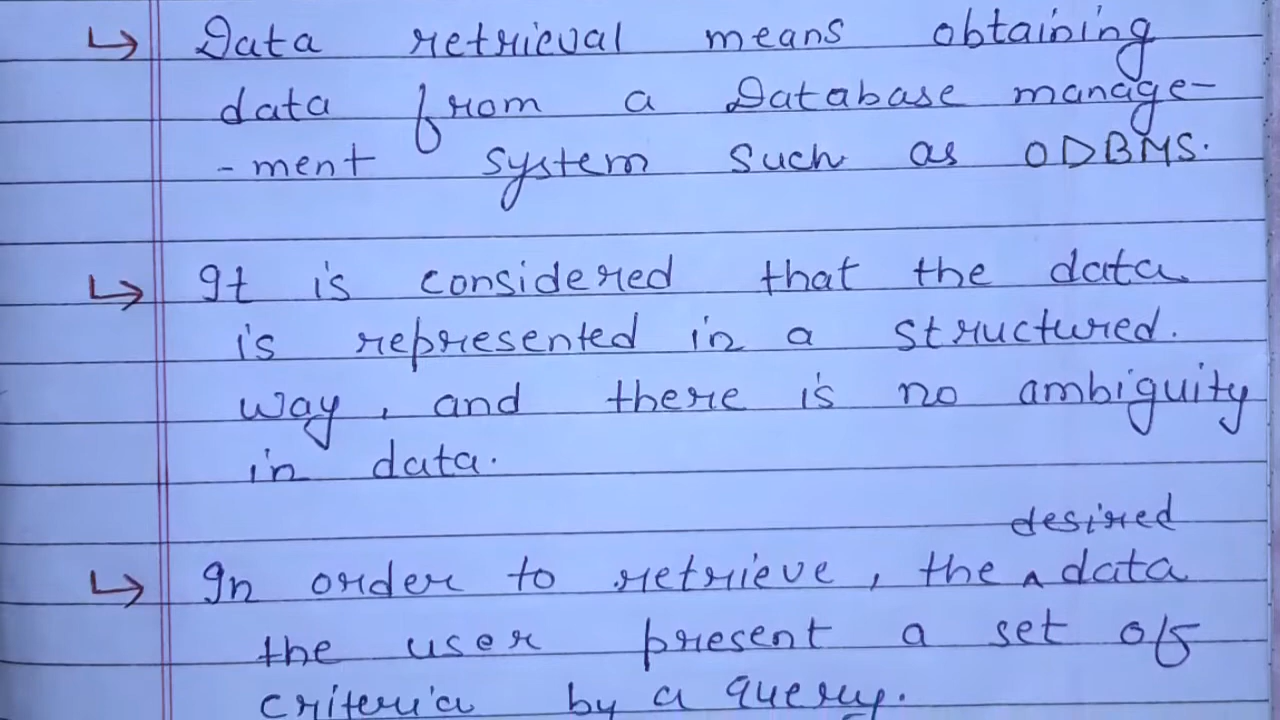 ↳ Data retrieval means obtaining
data from a Database manage-
-ment system such as ODBMS.
↳ It is considered that the data
is represented in a structured.
way, and there is no ambiguity
in data.
desired
↳ In order to retrieve, the ^ data
the user present a set of
criteria by a query.